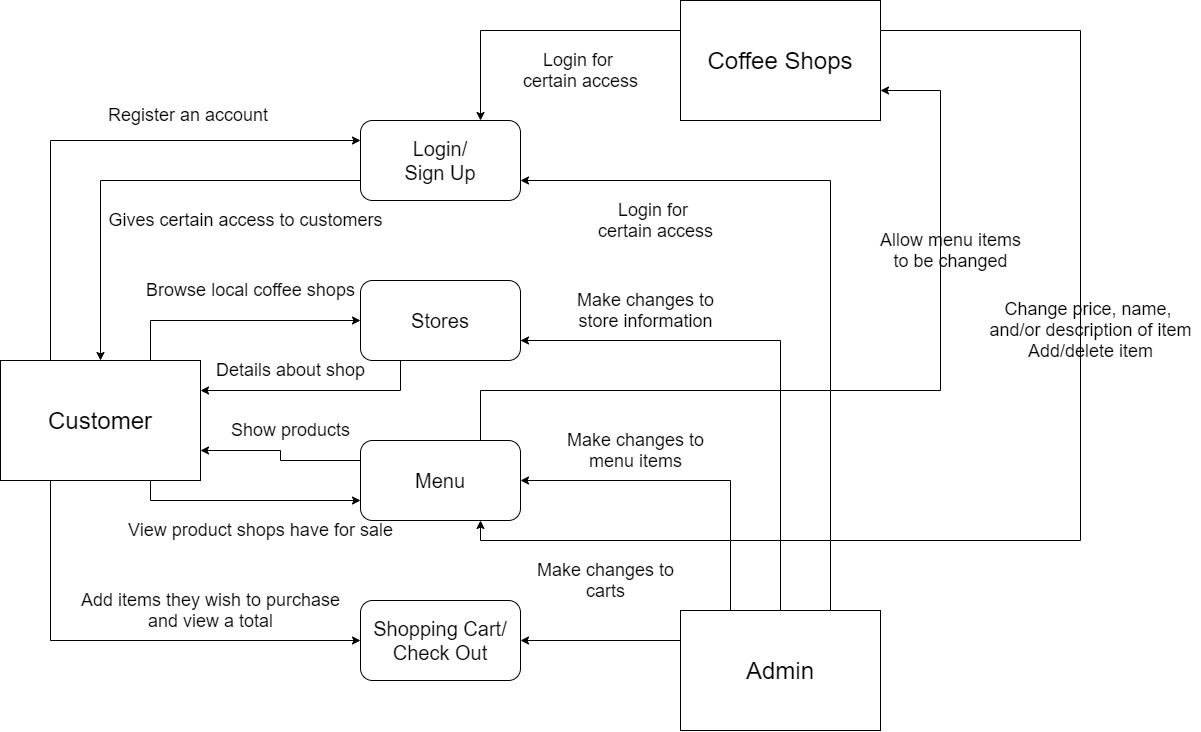 Coffee Shops
Login for
certain access
Register an account
Login/
Sign Up
Gives certain access to customers
Login for
certain access
Allow menu items
to be changed
Browse local coffee shops
Stores
Make changes to
store information
Change price, name,
and/or description of item
Add/delete item
Details about shop
Customer
Show products
Make changes to
menu items
Menu
View product shops have for sale
Make changes to
carts
Add items they wish to purchase
and view a total
Shopping Cart/
Check Out
Admin